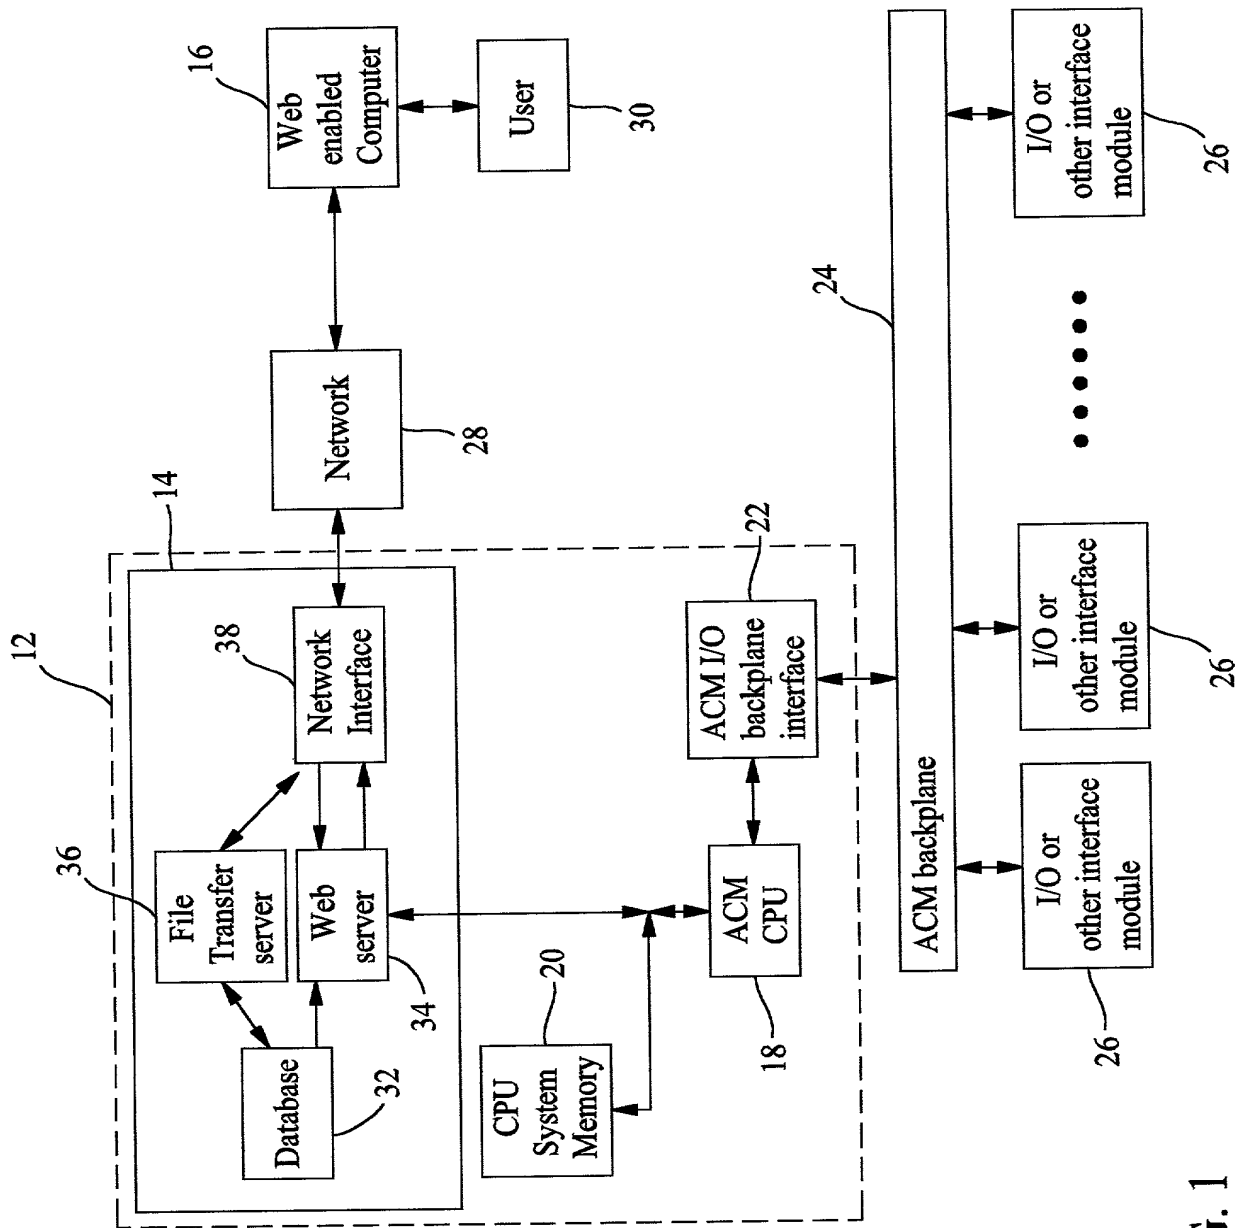 12
14
36
File
Transfer
server
38
Network
Interface
Database
32
Web
server
34
Network
28
16
Web
enabled
Computer
User
30
CPU
System
Memory
20
ACM
CPU
18
ACM I/O
backplane
interface
22
ACM backplane
24
I/O or
other interface
module
26
I/O or
other interface
module
26
I/O or
other interface
module
26
1